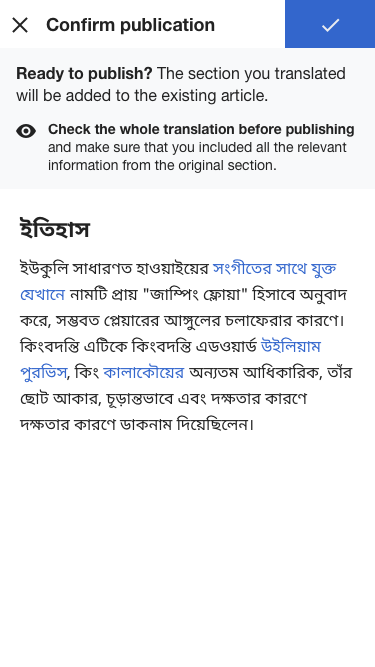 Confirm publication
Ready to publish? The section you translated
will be added to the existing article.
Check the whole translation before publishing
and make sure that you included all the relevant
information from the original section.
ইতিহাস
ইউকুলি সাধারণত হাওয়াইয়ের সংগীতের সাথে যুক্ত
যেখানে নামটি প্রায় "জাম্পিং ফ্লোয়া" হিসাবে অনুবাদ
করে, সম্ভবত প্লেয়ারের আঙ্গুলের চলাফেরার কারণে।
কিংবদন্তি এটিকে কিংবদন্তি এডওয়ার্ড উইলিয়াম
পুরভিস, কিং কালাকৌয়ের অন্যতম আধিকারিক, তাঁর
ছোট আকার, চূড়ান্তভাবে এবং দক্ষতার কারণে
দক্ষতার কারণে ডাকনাম দিয়েছিলেন।